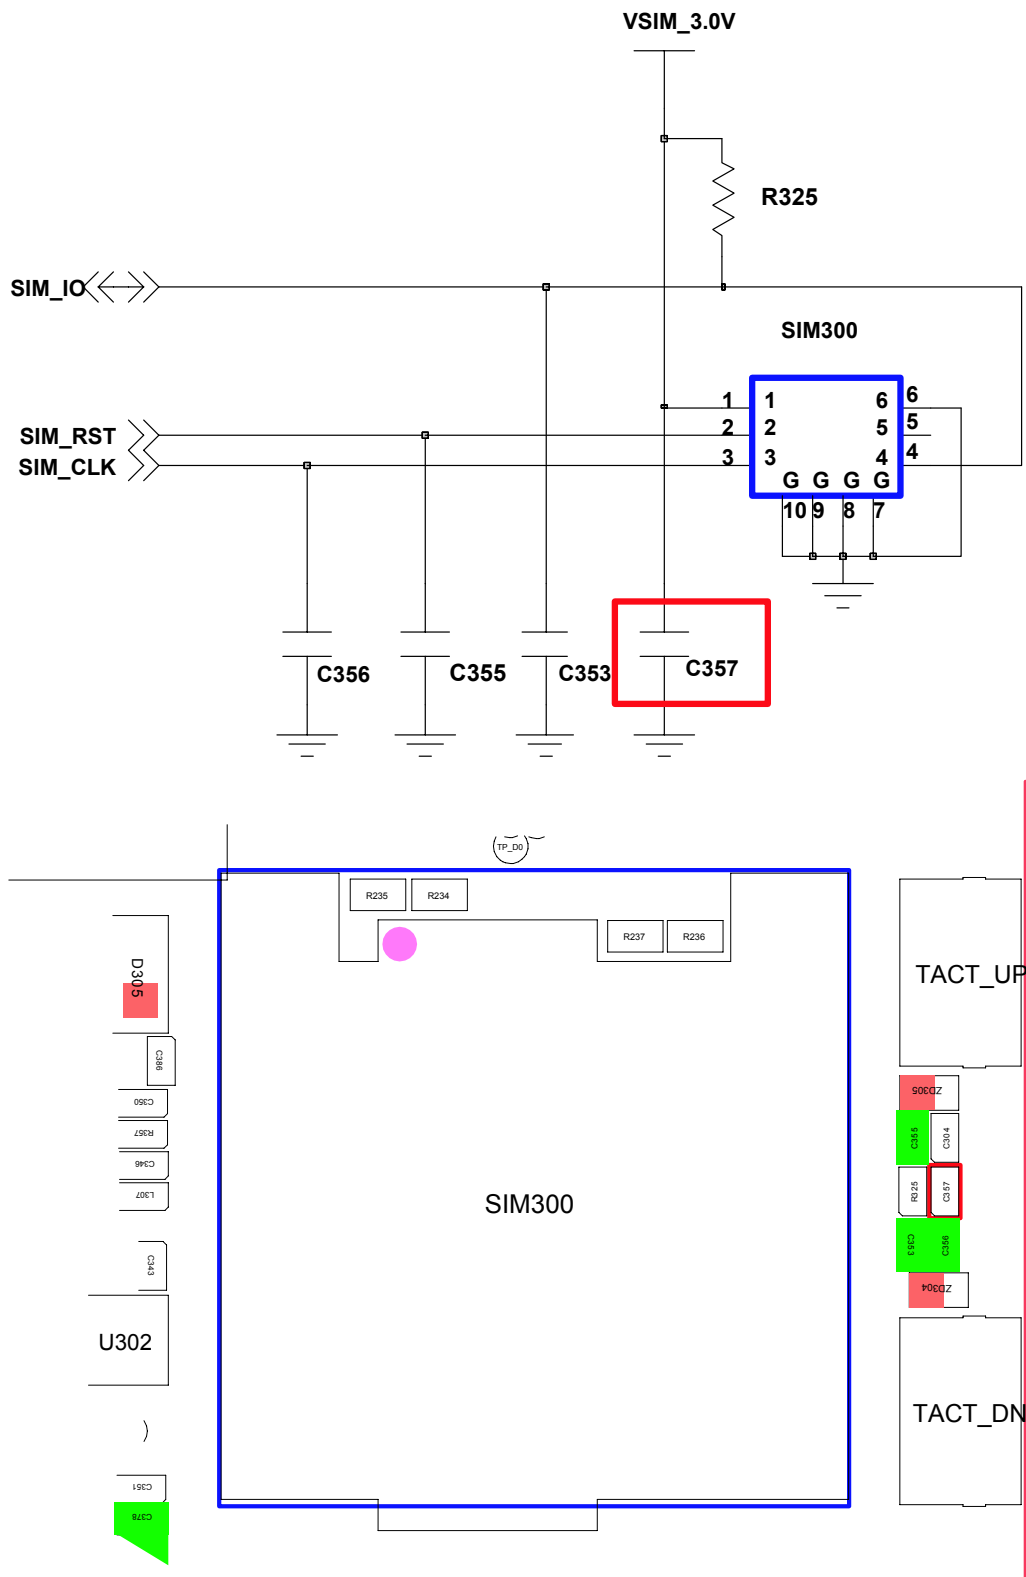 VSIM_3.0V
R325
SIM_IO
SIM300
1 1 6 6
SIM_RST 2 2 5 5
SIM_CLK 3 3 4 4
G G G G
10 9 8 7
C356 C355 C353 C357
TP_D0
R235 R234
R237 R236
D305
TACT_UP
C386
C350
ZD305
R357
C355 C304
C346
L307
R325 C357
SIM300
C343
C353 C356
ZD304
U302
TACT_DN
C351
C378